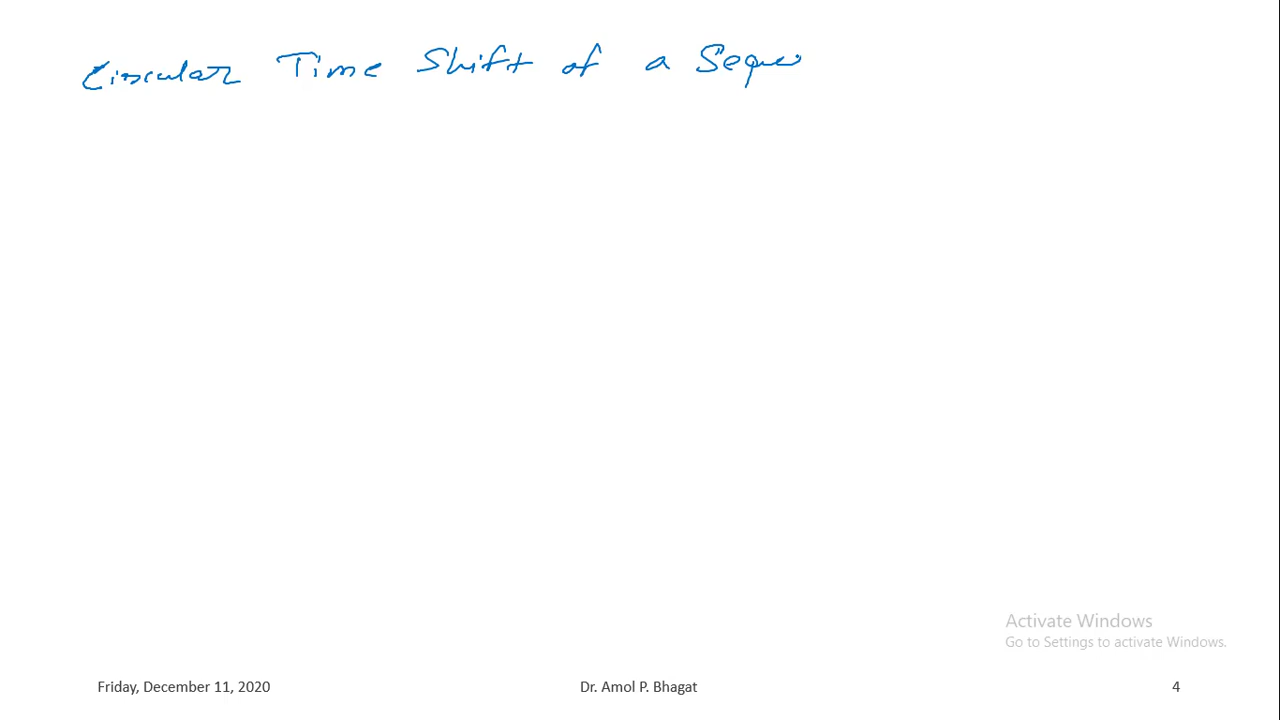 Circular Time Shift of a Seque
Activate Windows
Go to Settings to activate Windows.
Friday, December 11, 2020
Dr. Amol P. Bhagat
4